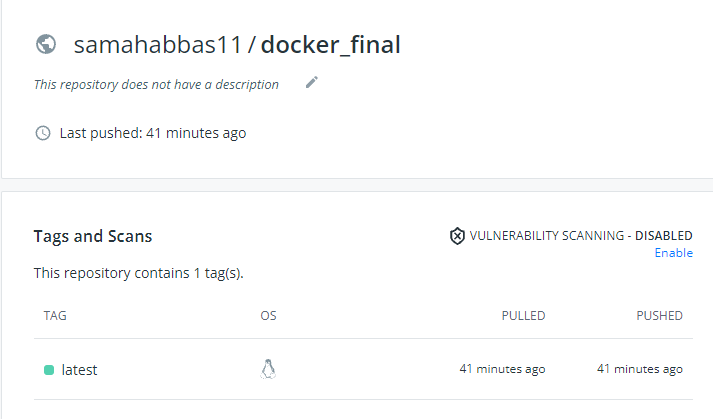 samahabbas11 / docker_final
This repository does not have a description
Last pushed: 41 minutes ago
Tags and Scans
VULNERABILITY SCANNING - DISABLED
Enable
This repository contains 1 tag(s).
TAG OS PULLED PUSHED
latest 41 minutes ago 41 minutes ago